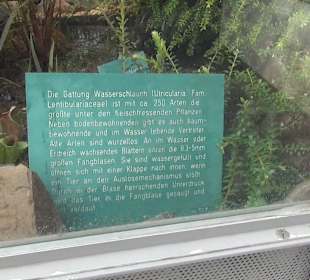 Die Gattung Wasserschlauch (Utricularia, Fam.
Lentibulariaceae) ist mit ca. 250 Arten die
größte unter den fleischfressenden Pflanzen.
Neben bodenbewohnenden gibt es auch baum-
bewohnende und im Wasser lebende Vertreter.
Alle Arten sind wurzellos. An im Wasser oder
Erdreich wachsenden Blättern sitzen die 0,3-5mm
großen Fangblasen. Sie sind wassergefüllt und
öffnen sich mit einer Klappe nach innen, wenn
ein Tier an den Auslösemechanismus stößt.
Durch in der Blase herrschenden Unterdruck
wird das Tier in die Fangblase gesaugt und
verdaut.